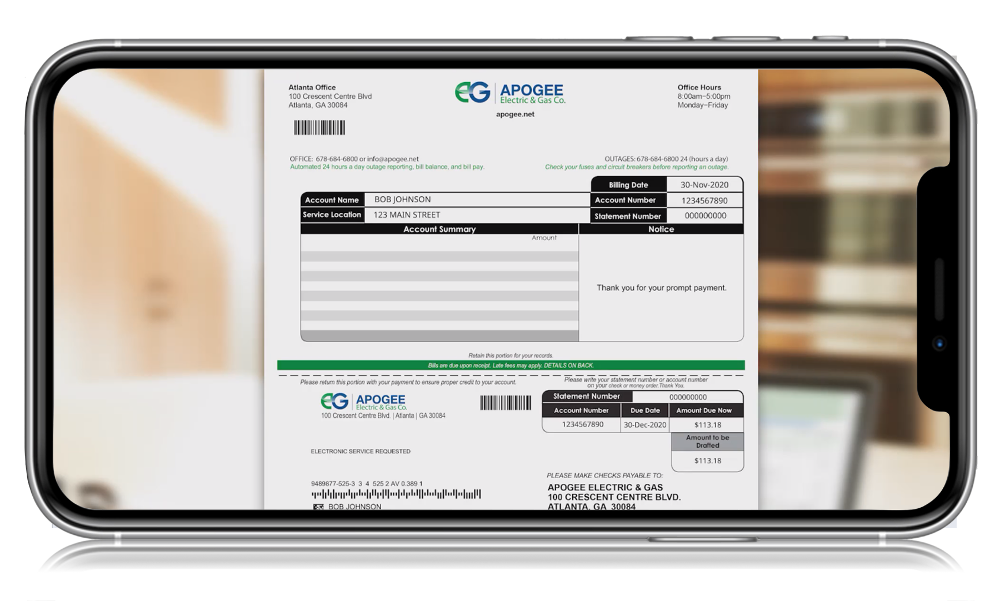 Atlanta Office
100 Crescent Centre Blvd
Atlanta, GA 30084
EG APOGEE
Electric & Gas Co.
apogee.net
Office Hours
8:00am–5:00pm
Monday–Friday
OFFICE: 678-684-6800 or info@apogee.net
Automated 24 hours a day outage reporting, bill balance, and bill pay.
OUTAGES: 678-684-6800 24 (hours a day)
Check your fuses and circuit breakers before reporting an outage.
Billing Date 30-Nov-2020
Account Name BOB JOHNSON Account Number 1234567890
Service Location 123 MAIN STREET Statement Number 000000000
Account Summary Notice
Amount
Thank you for your prompt payment.
Retain this portion for your records.
Bills are due upon receipt. Late fees may apply. DETAILS ON BACK.
Please return this portion with your payment to ensure proper credit to your account.
Please write your statement number or account number
on your check or money order.Thank You.
EG APOGEE
Electric & Gas Co.
100 Crescent Centre Blvd. | Atlanta | GA 30084
Statement Number 000000000
Account Number Due Date Amount Due Now
1234567890 30-Dec-2020 $113.18
Amount to be
Drafted
$113.18
ELECTRONIC SERVICE REQUESTED
9489877-525-3 3 4 525 2 AV 0.389 1
BOB JOHNSON
PLEASE MAKE CHECKS PAYABLE TO:
APOGEE ELECTRIC & GAS
100 CRESCENT CENTRE BLVD.
ATLANTA, GA 30084